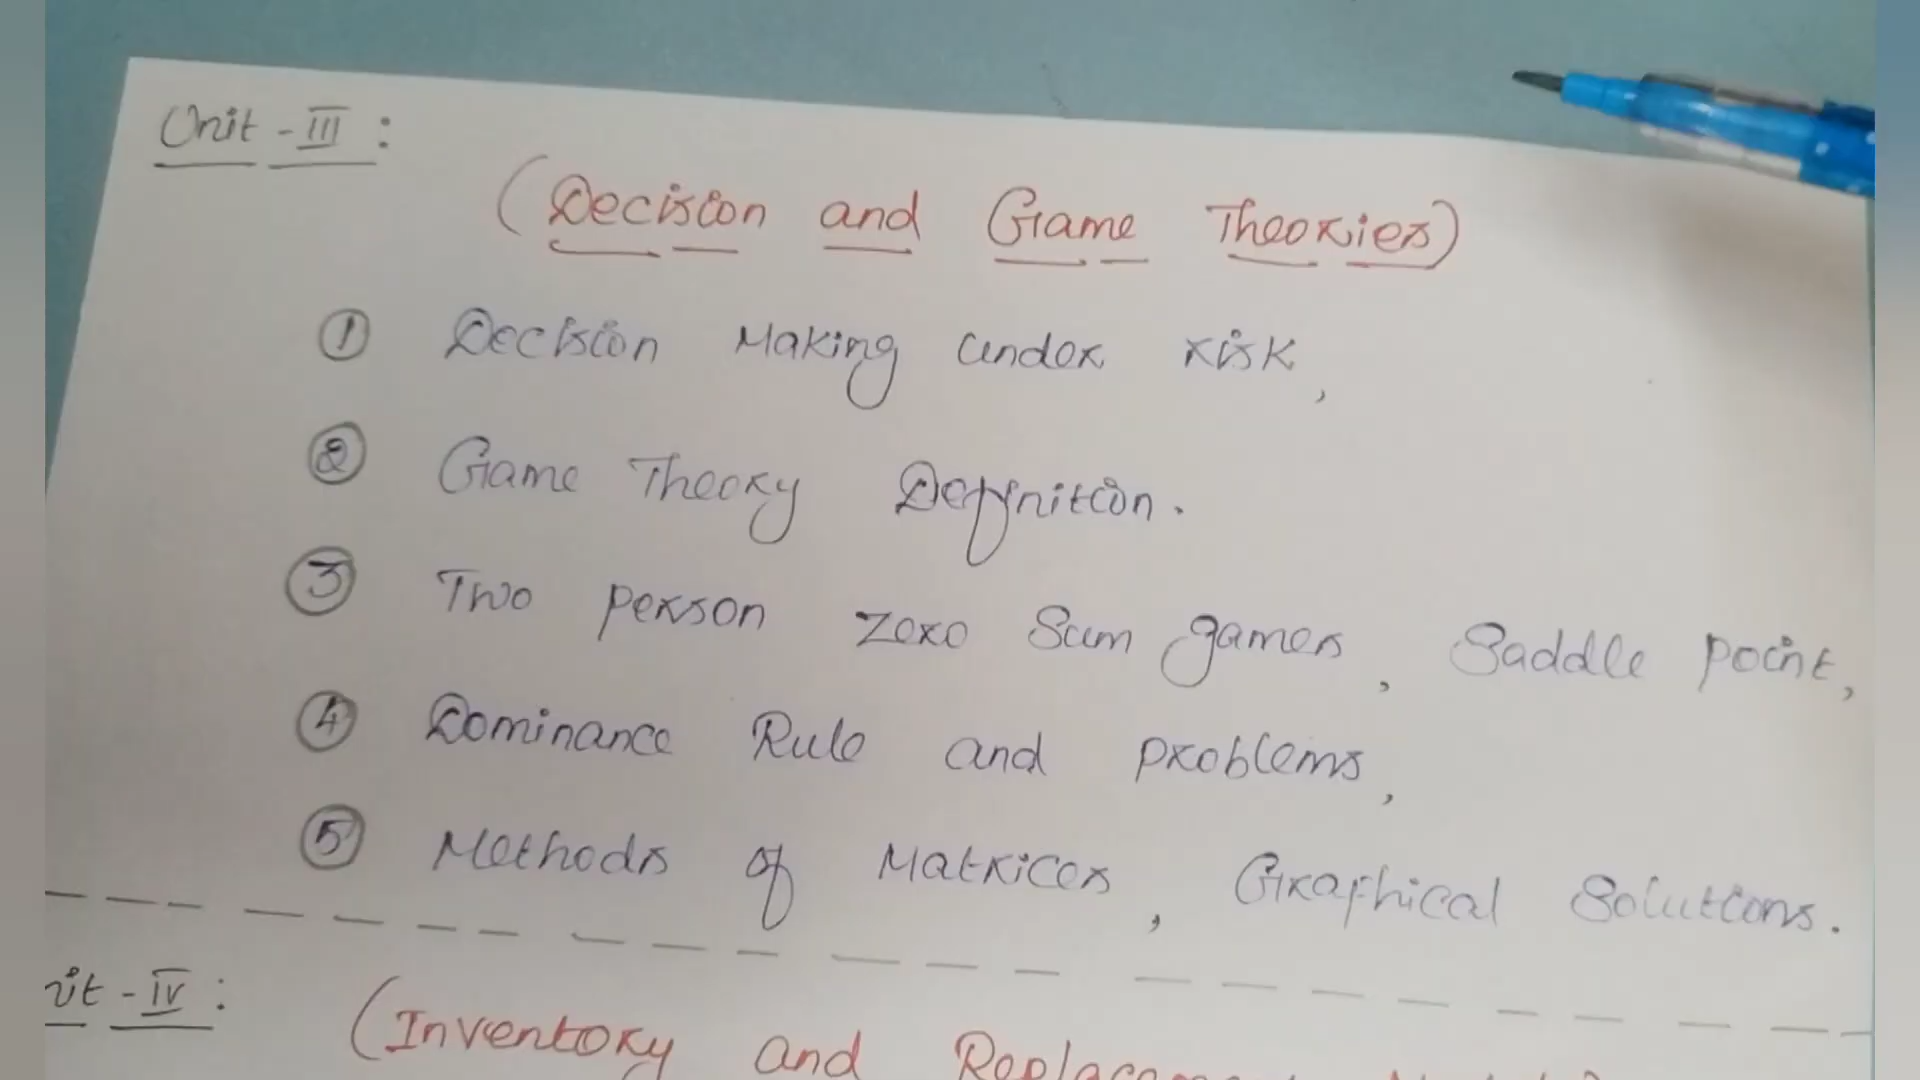 Unit - III :
(Decision and Game Theories)
① Decision Making under risk,
② Game Theory Definition.
③ Two person Zero Sum games, Saddle point,
④ Dominance Rule and problems,
⑤ Methods of Matrices, Graphical Solutions.
- IV :
(Inventory and